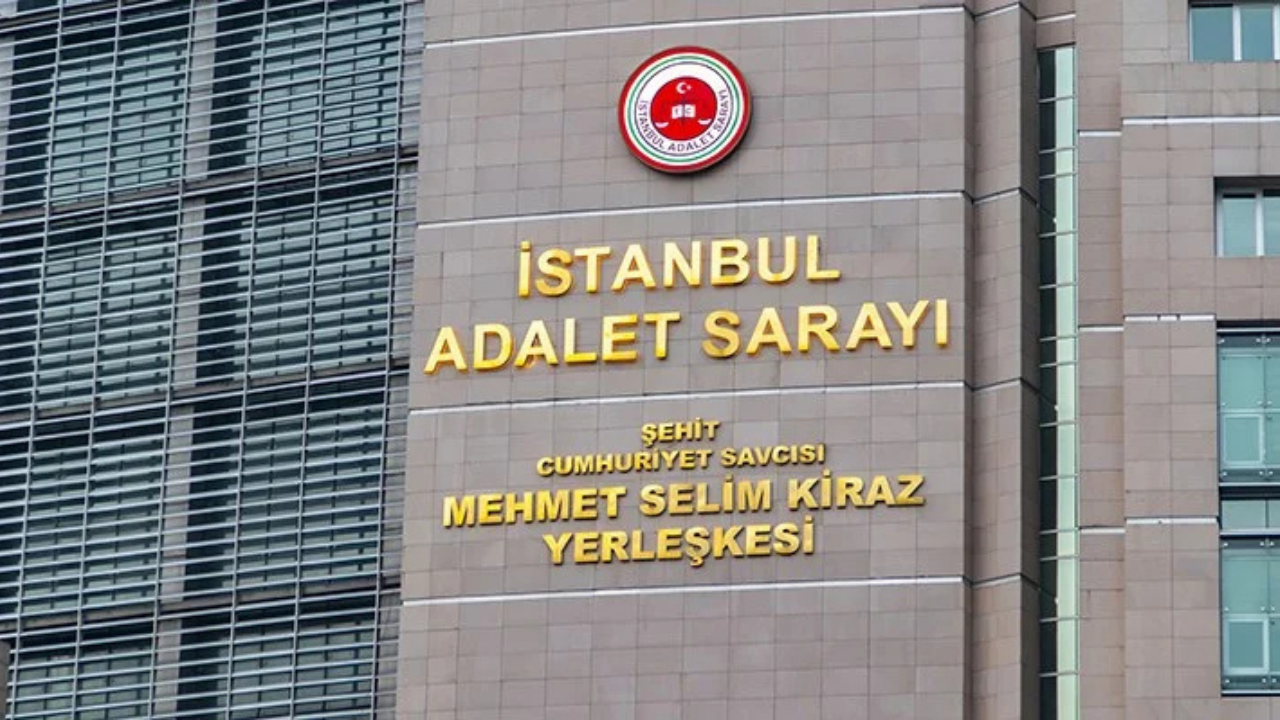 İSTANBUL ADALET SARAYI
İSTANBUL
ADALET SARAYI
ŞEHİT
CUMHURİYET SAVCISI
MEHMET SELİM KİRAZ
YERLEŞKESİ